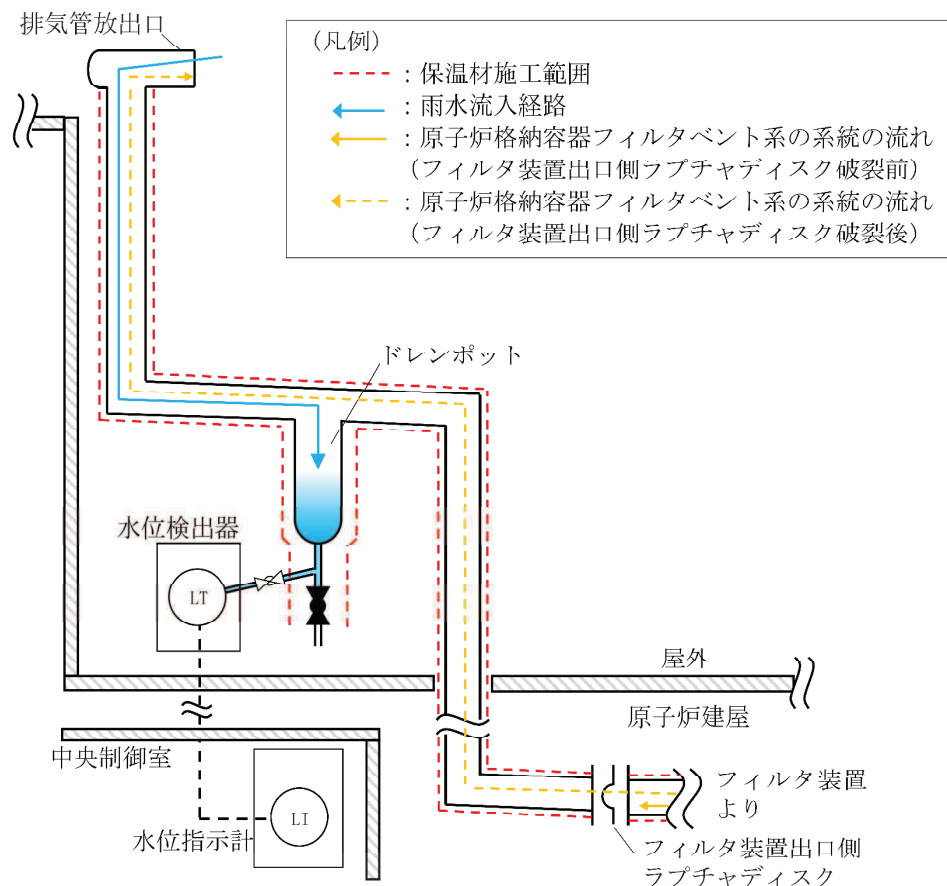 排気管放出口
（凡例）
：保温材施工範囲
：雨水流入経路
：原子炉格納容器フィルタベント系の系統の流れ
（フィルタ装置出口側ラプチャディスク破裂前）
：原子炉格納容器フィルタベント系の系統の流れ
（フィルタ装置出口側ラプチャディスク破裂後）
ドレンポット
水位検出器
LT
屋外
原子炉建屋
中央制御室
LI
水位指示計
フィルタ装置
より
フィルタ装置出口側
ラプチャディスク